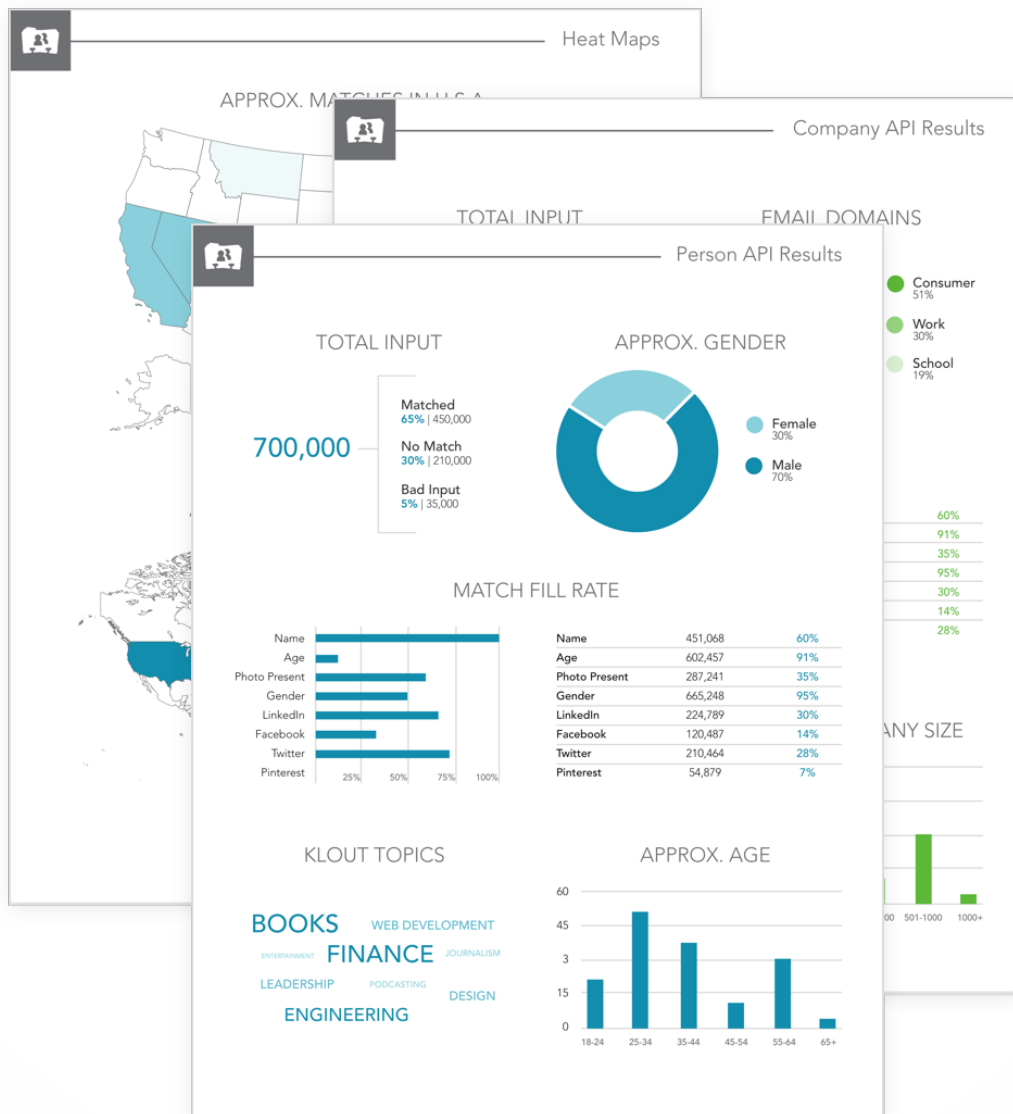 Heat Maps
APPROX. MATCHES IN U.S.A.
Company API Results
TOTAL INPUT
EMAIL DOMAINS
Consumer
51%
Work
30%
School
19%
60%
91%
35%
95%
30%
14%
28%
ANY SIZE
00 501-1000 1000+
Person API Results
TOTAL INPUT
700,000
Matched
65% | 450,000
No Match
30% | 210,000
Bad Input
5% | 35,000
APPROX. GENDER
Female
30%
Male
70%
MATCH FILL RATE
Name
Age
Photo Present
Gender
LinkedIn
Facebook
Twitter
Pinterest
25% 50% 75% 100%
Name 451,068 60%
Age 602,457 91%
Photo Present 287,241 35%
Gender 665,248 95%
LinkedIn 224,789 30%
Facebook 120,487 14%
Twitter 210,464 28%
Pinterest 54,879 7%
KLOUT TOPICS
BOOKS WEB DEVELOPMENT
ENTERTAINMENT FINANCE JOURNALISM
LEADERSHIP PODCASTING DESIGN
ENGINEERING
APPROX. AGE
60
45
3
15
0
18-24 25-34 35-44 45-54 55-64 65+